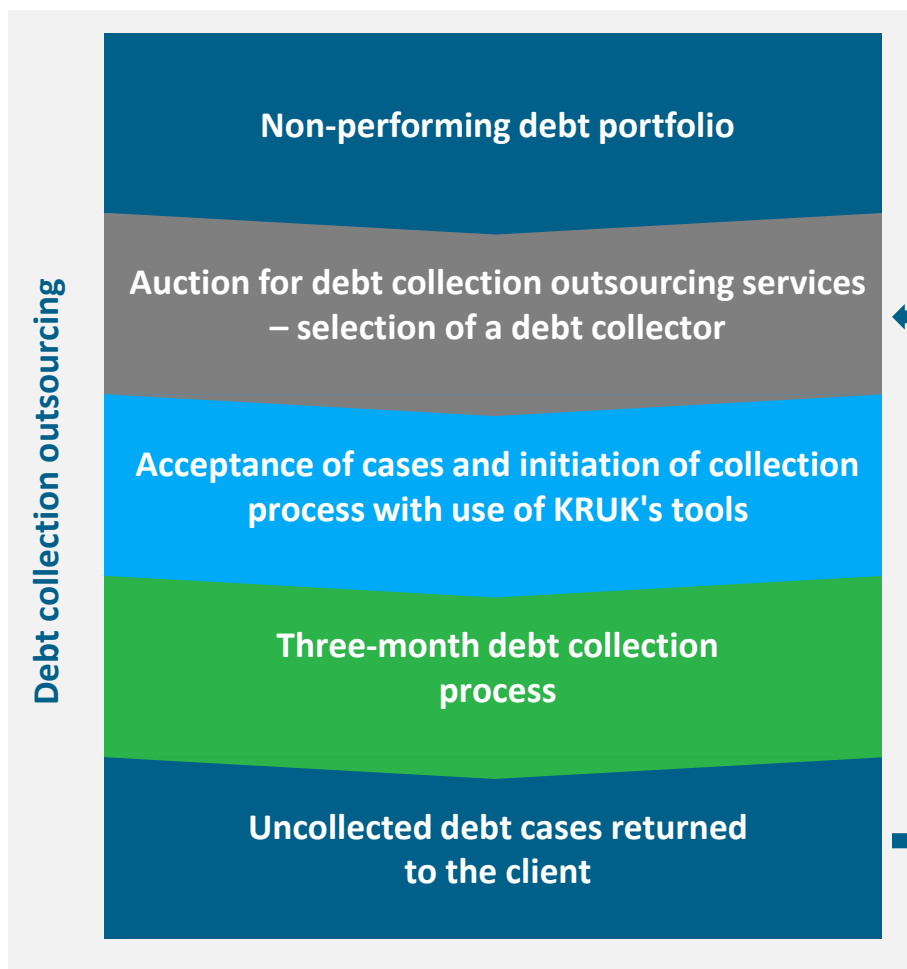 Debt collection outsourcing
Non-performing debt portfolio
Auction for debt collection outsourcing services
– selection of a debt collector
Acceptance of cases and initiation of collection
process with use of KRUK's tools
Three-month debt collection
process
Uncollected debt cases returned
to the client